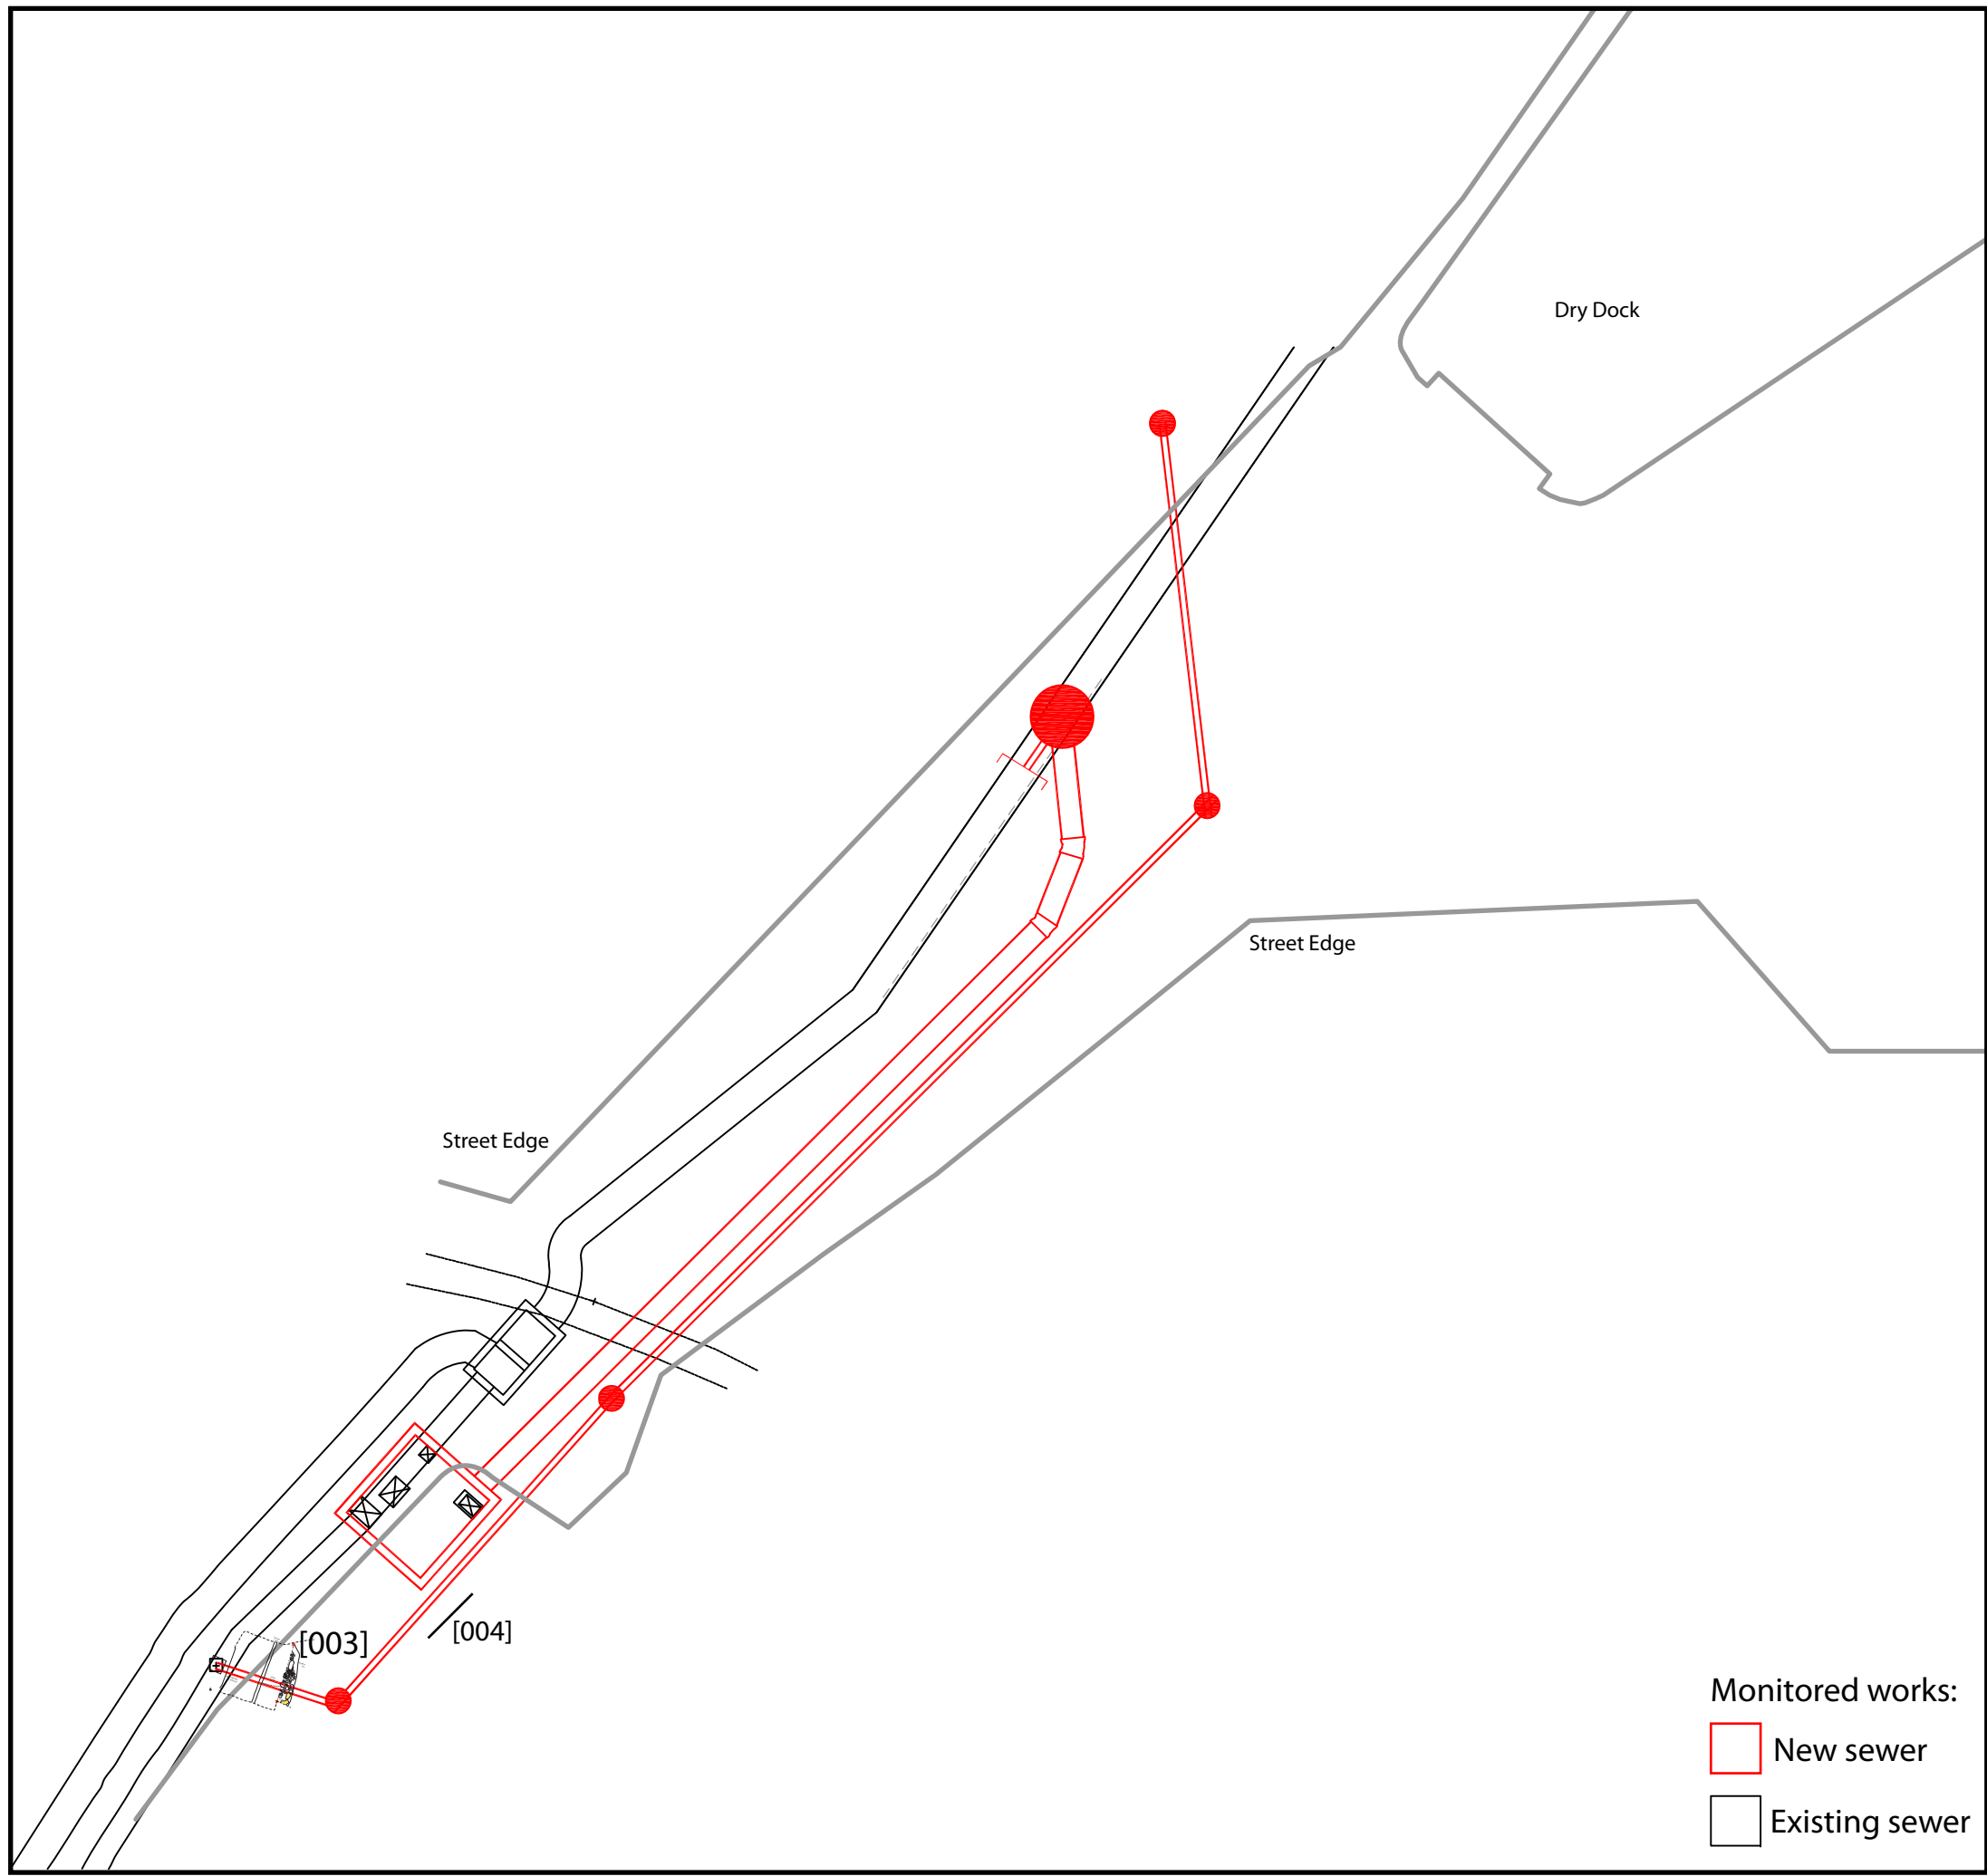 Dry Dock
Street Edge
Street Edge
[003]
[004]
Monitored works:
New sewer
Existing sewer